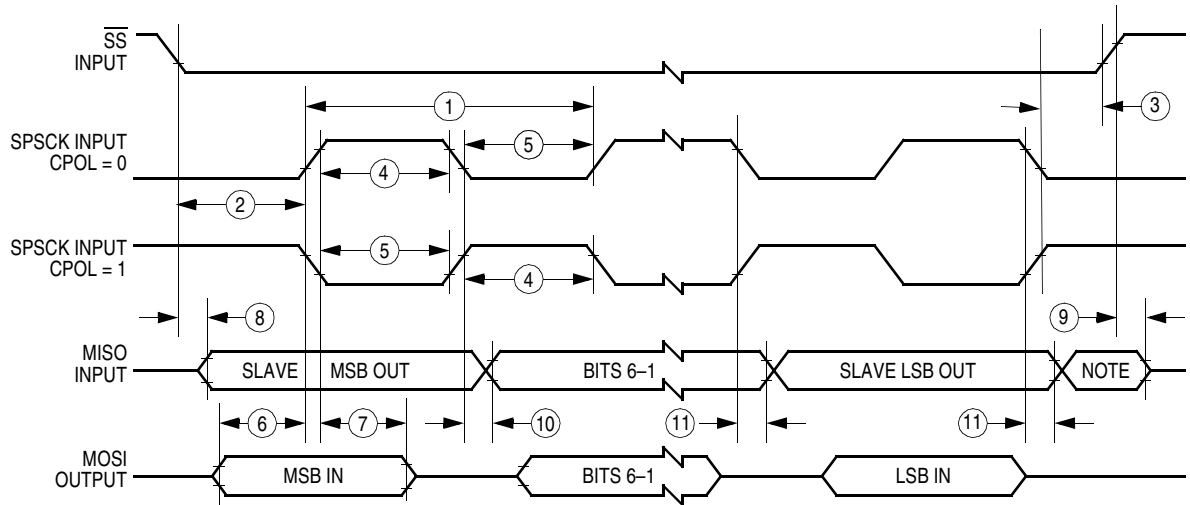 SS
INPUT
1
3
SPSCK INPUT
CPOL = 0
5
4
2
SPSCK INPUT
CPOL = 1
5
4
8
9
MISO
INPUT
SLAVE MSB OUT
BITS 6–1
SLAVE LSB OUT
NOTE
6
7
10
11
11
MOSI
OUTPUT
MSB IN
BITS 6–1
LSB IN